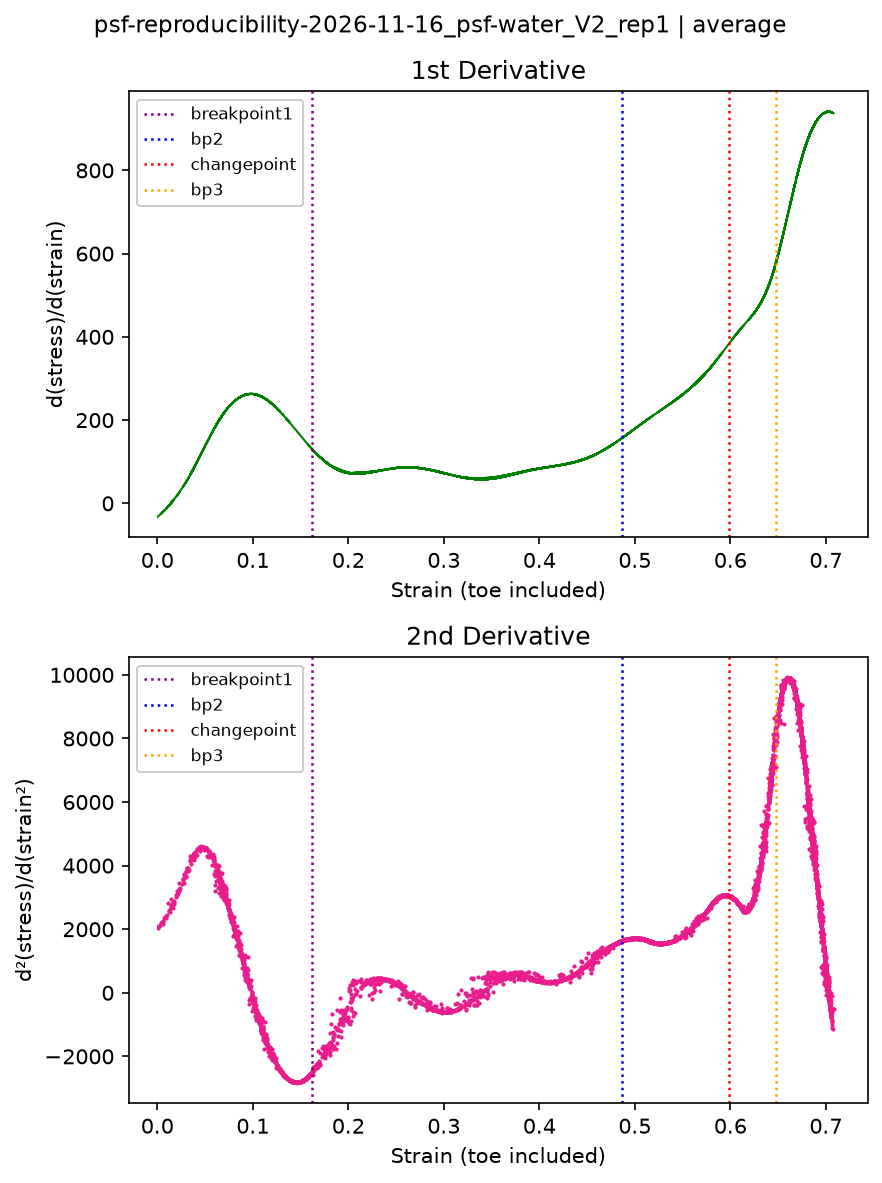 psf-reproducibility-2026-11-16_psf-water_V2_rep1 | average
1st Derivative
breakpoint1
bp2
changepoint
bp3
d(stress)/d(strain)
800
600
400
200
0
0.0 0.1 0.2 0.3 0.4 0.5 0.6 0.7
Strain (toe included)
2nd Derivative
breakpoint1
bp2
changepoint
bp3
d²(stress)/d(strain²)
10000
8000
6000
4000
2000
0
−2000
0.0 0.1 0.2 0.3 0.4 0.5 0.6 0.7
Strain (toe included)